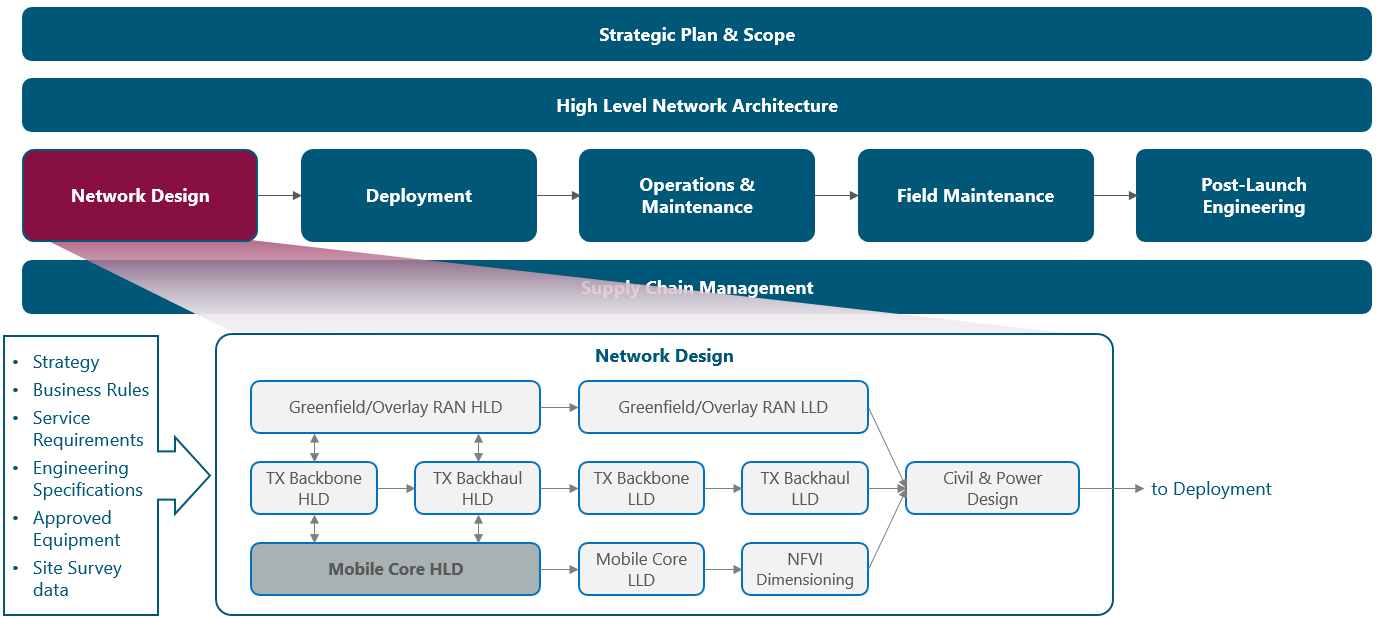 Strategic Plan & Scope
High Level Network Architecture
Network Design
Deployment
Operations &
Maintenance
Field Maintenance
Post-Launch
Engineering
Supply Chain Management
• Strategy
• Business Rules
• Service
Requirements
• Engineering
Specifications
• Approved
Equipment
• Site Survey
data
Network Design
Greenfield/Overlay RAN HLD
Greenfield/Overlay RAN LLD
TX Backbone
HLD
TX Backhaul
HLD
TX Backbone
LLD
TX Backhaul
LLD
Civil & Power
Design
to Deployment
Mobile Core HLD
Mobile Core
LLD
NFVI
Dimensioning